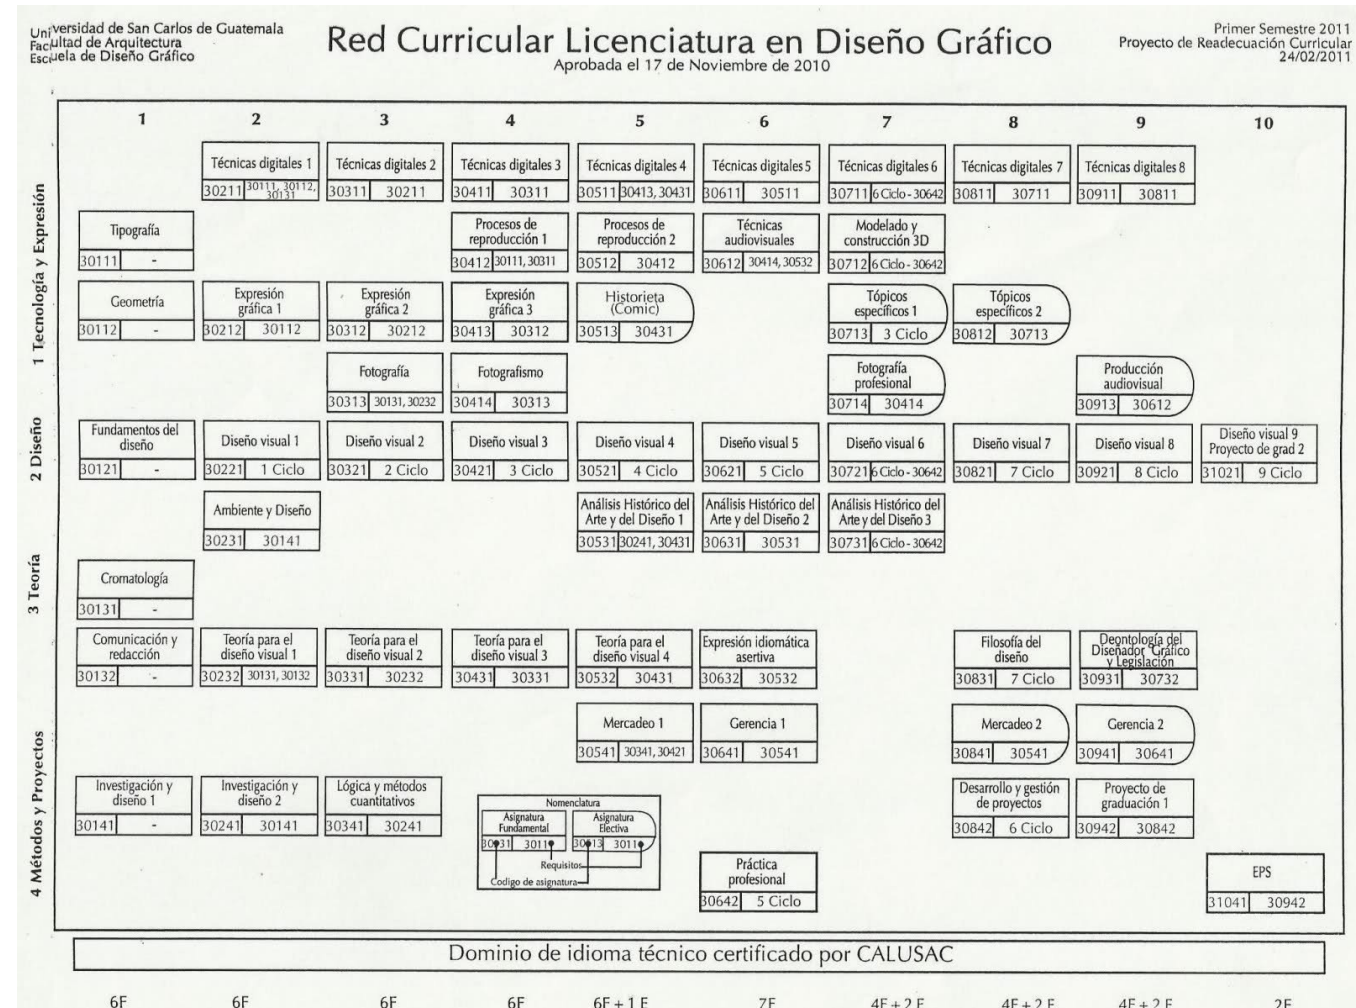 Universidad de San Carlos de Guatemala
Facultad de Arquitectura
Escuela de Diseño Gráfico
Red Curricular Licenciatura en Diseño Gráfico
Aprobada el 17 de Noviembre de 2010
Primer Semestre 2011
Proyecto de Readecuación Curricular
24/02/2011
1 2 3 4 5 6 7 8 9 10
1 Tecnología y Expresión
Técnicas digitales 1
30211 30111, 30112,
30131
Técnicas digitales 2
30311 30211
Técnicas digitales 3
30411 30311
Técnicas digitales 4
30511 30413, 30431
Técnicas digitales 5
30611 30511
Técnicas digitales 6
30711 6 Ciclo - 30642
Técnicas digitales 7
30811 30711
Técnicas digitales 8
30911 30811
Tipografía
30111 -
Procesos de
reproducción 1
30412 30111, 30311
Procesos de
reproducción 2
30512 30412
Técnicas
audiovisuales
30612 30414, 30532
Modelado y
construcción 3D
30712 6 Ciclo - 30642
Geometría
30112 -
Expresión
gráfica 1
30212 30112
Expresión
gráfica 2
30312 30212
Expresión
gráfica 3
30413 30312
Historieta
(Comic)
30513 30431
Tópicos
específicos 1
30713 3 Ciclo
Tópicos
específicos 2
30812 30713
Fotografía
30313 30131, 30232
Fotografismo
30414 30313
Fotografía
profesional
30714 30414
Producción
audiovisual
30913 30612
2 Diseño
Fundamentos del
diseño
30121 -
Diseño visual 1
30221 1 Ciclo
Diseño visual 2
30321 2 Ciclo
Diseño visual 3
30421 3 Ciclo
Diseño visual 4
30521 4 Ciclo
Diseño visual 5
30621 5 Ciclo
Diseño visual 6
30721 6 Ciclo - 30642
Diseño visual 7
30821 7 Ciclo
Diseño visual 8
30921 8 Ciclo
Diseño visual 9
Proyecto de grad 2
31021 9 Ciclo
3 Teoría
Ambiente y Diseño
30231 30141
Análisis Histórico del
Arte y del Diseño 1
30531 30241, 30431
Análisis Histórico del
Arte y del Diseño 2
30631 30531
Análisis Histórico del
Arte y del Diseño 3
30731 6 Ciclo - 30642
Cromatología
30131 -
Comunicación y
redacción
30132 -
Teoría para el
diseño visual 1
30232 30131, 30132
Teoría para el
diseño visual 2
30331 30232
Teoría para el
diseño visual 3
30431 30331
Teoría para el
diseño visual 4
30532 30431
Expresión idiomática
asertiva
30632 30532
Filosofía del
diseño
30831 7 Ciclo
Deontología del
Diseñador Gráfico
y Legislación
30931 30732
4 Métodos y Proyectos
Mercadeo 1
30541 30341, 30421
Gerencia 1
30641 30541
Mercadeo 2
30841 30541
Gerencia 2
30941 30641
Investigación y
diseño 1
30141 -
Investigación y
diseño 2
30241 30141
Lógica y métodos
cuantitativos
30341 30241
Desarrollo y gestión
de proyectos
30842 6 Ciclo
Proyecto de
graduación 1
30942 30842
Nomenclatura
Asignatura
Fundamental
Asignatura
Electiva
Requisitos
Codigo de asignatura
Práctica
profesional
30642 5 Ciclo
EPS
31041 30942
Dominio de idioma técnico certificado por CALUSAC
6F 6F 6F 6F 6F + 1 E 7F 4F + 2 E 4F + 2 E 4F + 2 E 2F